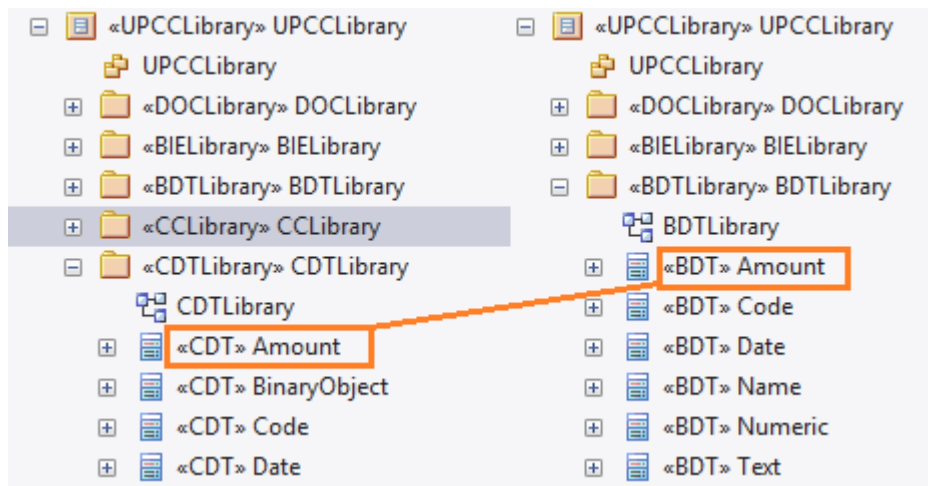 «UPCCLibrary» UPCCLibrary
UPCCLibrary
«DOCLibrary» DOCLibrary
«BIELibrary» BIELibrary
«BDTLibrary» BDTLibrary
«CCLibrary» CCLibrary
«CDTLibrary» CDTLibrary
CDTLibrary
«CDT» Amount
«CDT» BinaryObject
«CDT» Code
«CDT» Date
«UPCCLibrary» UPCCLibrary
UPCCLibrary
«DOCLibrary» DOCLibrary
«BIELibrary» BIELibrary
«BDTLibrary» BDTLibrary
BDTLibrary
«BDT» Amount
«BDT» Code
«BDT» Date
«BDT» Name
«BDT» Numeric
«BDT» Text